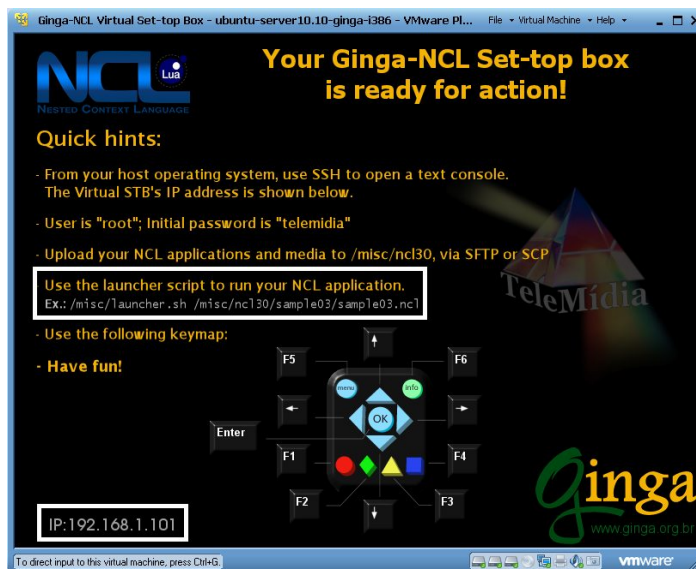 Ginga-NCL Virtual Set-top Box - ubuntu-server10.10-ginga-i386 - VMware Pl... File Virtual Machine Help
NCL Lua
NESTED CONTEXT LANGUAGE
Your Ginga-NCL Set-top box
is ready for action!
Quick hints:
- From your host operating system, use SSH to open a text console.
The Virtual STB's IP address is shown below.
- User is "root"; Initial password is "telemidia"
- Upload your NCL applications and media to /misc/ncl30, via SFTP or SCP
- Use the launcher script to run your NCL application.
Ex.: /misc/launcher.sh /misc/ncl30/sample03/sample03.ncl
TeleMídia
- Use the following keymap:
- Have fun!
↑
F5
F6
menu
info
←
OK
→
Enter
F1
F4
F2
↓
F3
Ginga
www.ginga.org.br
IP:192.168.1.101
To direct input to this virtual machine, press Ctrl+G.
vmware